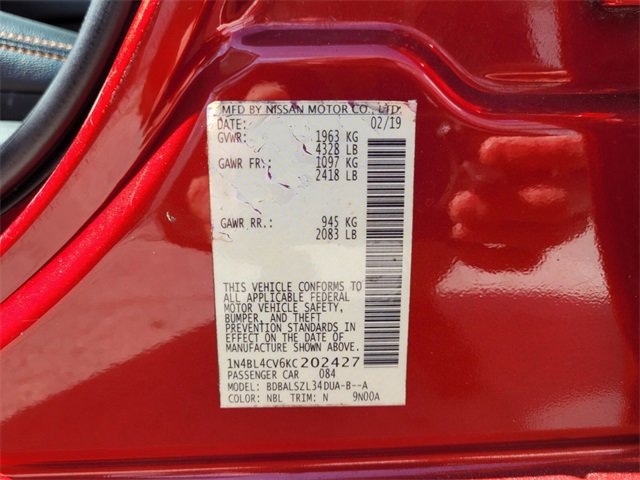 MFD BY NISSAN MOTOR CO., LTD.
DATE: 02/19
GVWR: 1963 KG
4328 LB
GAWR FR: 1097 KG
2418 LB
GAWR RR.: 945 KG
2083 LB
THIS VEHICLE CONFORMS TO
ALL APPLICABLE FEDERAL
MOTOR VEHICLE SAFETY,
BUMPER, AND THEFT
PREVENTION STANDARDS IN
EFFECT ON THE DATE OF
MANUFACTURE SHOWN ABOVE.
1N4BL4CV6KC202427
PASSENGER CAR 084
MODEL: BDBALSZL34DUA-B--A
COLOR: NBL TRIM: N 9N00A